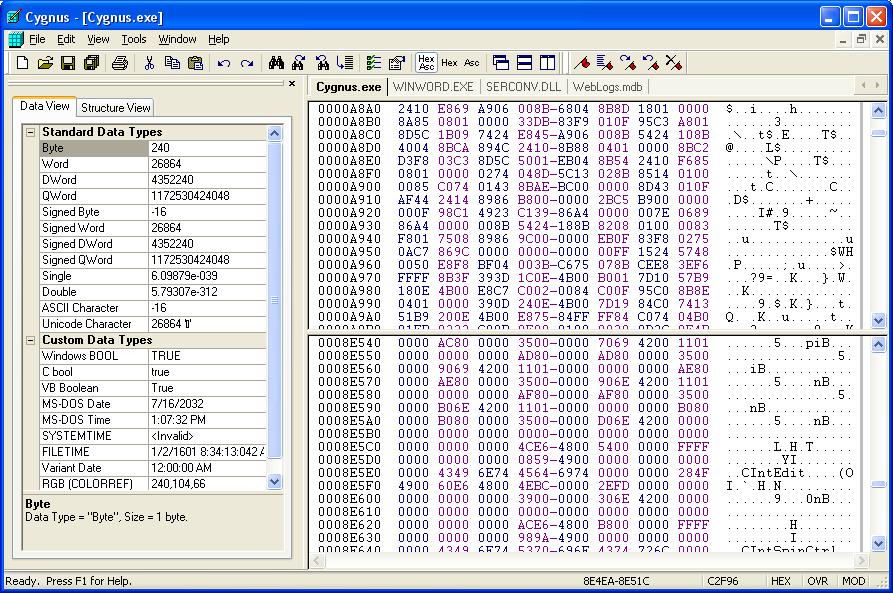 Cygnus - [Cygnus.exe]
File Edit View Tools Window Help
Hex Asc Hex Asc
Data View Structure View
Standard Data Types
Byte 240
Word 26864
DWord 4352240
QWord 1172530424048
Signed Byte -16
Signed Word 26864
Signed DWord 4352240
Signed QWord 1172530424048
Single 6.09879e-039
Double 5.79307e-312
ASCII Character -16
Unicode Character 26864
Custom Data Types
Windows BOOL TRUE
C bool true
VB Boolean True
MS-DOS Date 7/16/2032
MS-DOS Time 1:07:32 PM
SYSTEMTIME <Invalid>
FILETIME 1/2/1601 8:34:13:042 A
Variant Date 12:00:00 AM
RGB (COLORREF) 240,104,66
Byte
Data Type = "Byte", Size = 1 byte.
Cygnus.exe WINWORD.EXE SERCONV.DLL WebLogs.mdb
0000A8A0 2410 E869 A906 008B-6804 8B8D 1801 0000 $..i....h.......
0000A8B0 8A85 0801 0000 33DB-83F9 010F 95C3 A801 ......3.........
0000A8C0 8D5C 1B09 7424 E845-A906 008B 5424 108B .\..t$.E....T$..
0000A8D0 4004 8BCA 894C 2410-8B88 0401 0000 8BC2 @....L$.........
0000A8E0 D3F8 03C3 8D5C 5001-EB04 8B54 2410 F685 .....\P....T$...
0000A8F0 0801 0000 0274 048D-5C13 028B 8514 0100 .....t..\.......
0000A900 0085 C074 0143 8BAE-BC00 0000 8D43 010F ...t.C.......C..
0000A910 AF44 2414 8986 B800-0000 2BC5 B900 0000 .D$.......+.....
0000A920 000F 98C1 4923 C139-86A4 0000 007E 0689 ....I#.9.....~..
0000A930 86A4 0000 008B 5424-188B 8208 0100 0083 ......T$........
0000A940 F801 7508 8986 9C00-0000 EB0F 83F8 0275 ..u............u
0000A950 0AC7 869C 0000 0000-0000 00FF 1524 5748 .............$WH
0000A960 0050 E8F8 BF04 003B-C675 078B CEE8 3EF6 .P.....;.u....>.
0000A970 FFFF 8B3F 393D 1C0E-4B00 B001 7D10 57B9 ...?9=..K...}.W.
0000A980 180E 4B00 E8C7 C002-0084 C00F 95C0 8B8E ..K.............
0000A990 0401 0000 390D 200E-4B00 7D19 84C0 7413 ....9. .K.}...t.
0000A9A0 51B9 200E 4B00 E875-84FF FF84 C074 04B0 Q. .K..u.....t..
0008E540 0000 AC80 0000 3500-0000 7069 4200 1101 ......5...piB...
0008E550 0000 0000 0000 AD80-0000 AD80 0000 3500 ..............5.
0008E560 0000 9069 4200 1101-0000 0000 0000 AE80 ...iB...........
0008E570 0000 AE80 0000 3500-0000 906E 4200 1101 ......5....nB...
0008E580 0000 0000 0000 AF80-0000 AF80 0000 3500 ..............5.
0008E590 0000 B06E 4200 1101-0000 0000 0000 B080 ...nB...........
0008E5A0 0000 B080 0000 3500-0000 D06E 4200 0000 ......5....nB...
0008E5B0 0000 0000 0000 0000-0000 0000 0000 0000 ................
0008E5C0 0000 0000 0000 4CE6-4800 5400 0000 FFFF ......L.H.T.....
0008E5D0 0000 0000 0000 0859-4900 0000 0000 0000 .......YI.......
0008E5E0 0000 4349 6E74 4564-6974 0000 0000 284F ..CIntEdit....(O
0008E5F0 4900 60E6 4800 4EBC-0000 2EFD 0000 0000 I.`.H.N.........
0008E600 0000 0000 0000 3900-0000 306E 4200 0000 ......9...0nB...
0008E610 0000 0000 0000 0000-0000 0000 0000 0000 ................
0008E620 0000 0000 0000 ACE6-4800 B800 0000 FFFF ........H.......
0008E630 0000 0000 0000 989A-4900 0000 0000 0000 ........I.......
0008E640 0000 4349 6E74 5370-696E 4374 726C 0000 ..CIntSpinCtrl..
Ready. Press F1 for Help. 8E4EA-8E51C C2F96 HEX OVR MOD